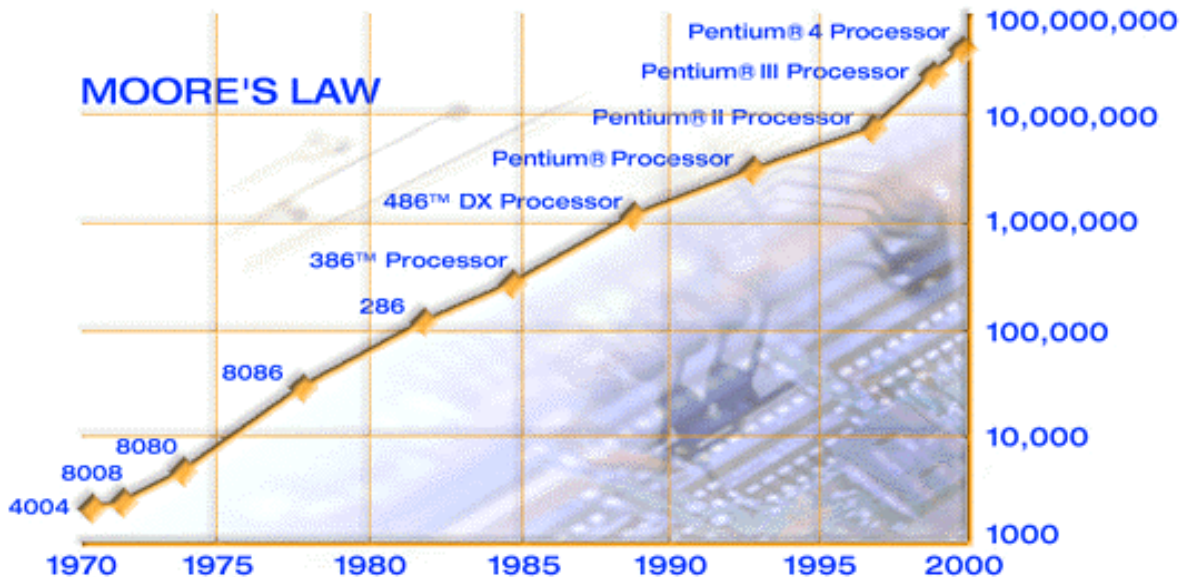 100,000,000
Pentium® 4 Processor
Pentium® III Processor
MOORE'S LAW
Pentium® II Processor
10,000,000
Pentium® Processor
486™ DX Processor
1,000,000
386™ Processor
286
100,000
8086
8080
10,000
8008
4004
1000
1970 1975 1980 1985 1990 1995 2000